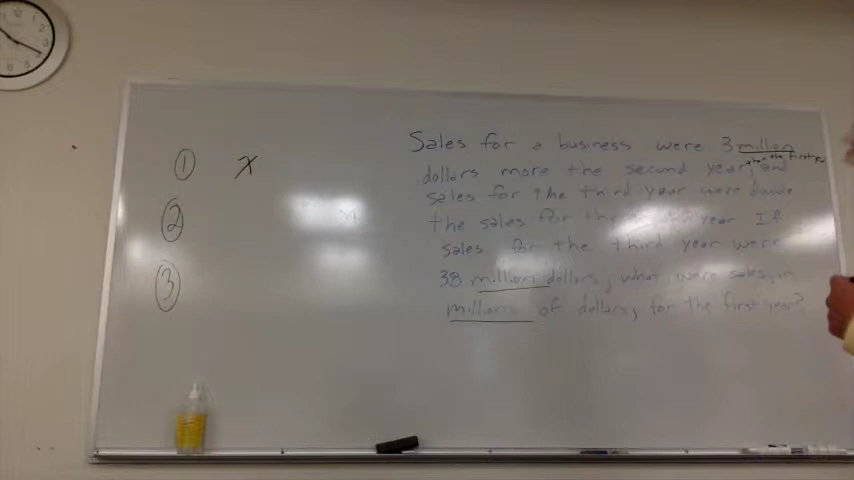 ① x
②
③
Sales for a business were 3 million
than the first yr
dollars more the second year, and
sales for the third year were double
the sales for the year If
sales for the third year were
38 million dollars, what were sales, in
millions of dollars, for the first year?